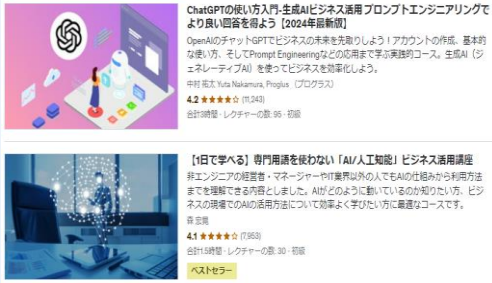 ChatGPTの使い方入門-生成AIビジネス活用 プロンプトエンジニアリングで
より良い回答を得よう【2024年最新版】
OpenAIのチャットGPTでビジネスの未来を先取りしよう！アカウントの作成、基本的
な使い方、そしてPrompt Engineeringなどの応用まで学ぶ実践的コース。生成AI（ジ
ェネレーティブAI）を使ってビジネスを効率化しよう。
中村 祐太 Yuta Nakamura, Proglus （プログラス）
4.2 ★★★★☆ (11,243)
合計3時間・レクチャーの数: 95・初級
【1日で学べる】専門用語を使わない「AI/人工知能」ビジネス活用講座
非エンジニアの経営者・マネージャーやIT業界以外の人でもAIの仕組みから利用方法
までを理解できる内容としました。AIがどのように動いているのか知りたい方、ビジネ
スの現場でのAIの活用方法について効率よく学びたい方に最適なコースです。
4.1 ★★★★☆ (7,953)
合計1.5時間・レクチャーの数: 30・初級
ベストセラー